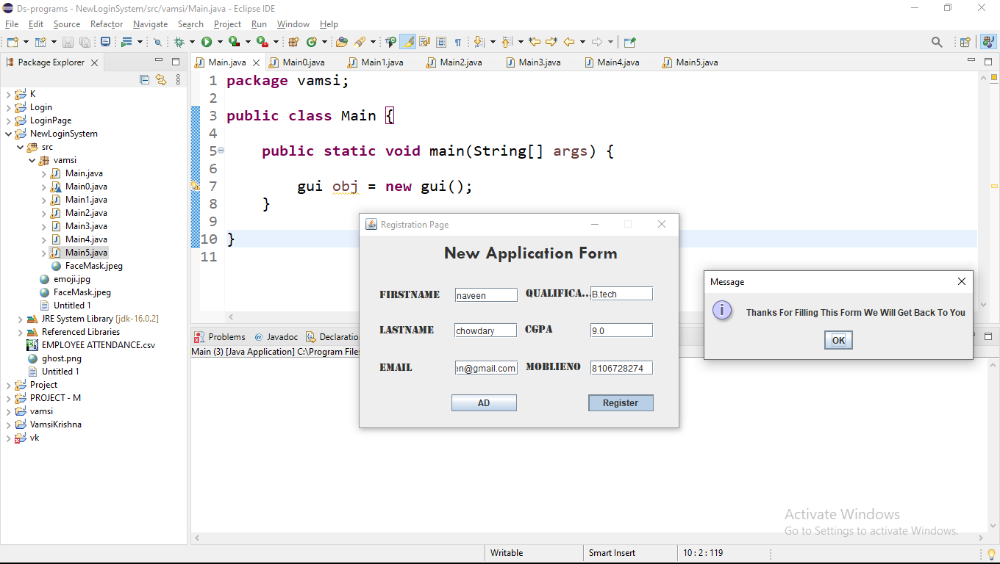 Ds-programs - NewLoginSystem/src/vamsi/Main.java - Eclipse IDE
File Edit Source Refactor Navigate Search Project Run Window Help
Package Explorer
Main.java Main0.java Main1.java Main2.java Main3.java Main4.java Main5.java
K
Login
LoginPage
NewLoginSystem
src
vamsi
Main.java
Main0.java
Main1.java
Main2.java
Main3.java
Main4.java
Main5.java
FaceMask.jpeg
emoji.jpg
FaceMask.jpeg
Untitled 1
JRE System Library [jdk-16.0.2]
Referenced Libraries
EMPLOYEE ATTENDANCE.csv
ghost.png
Untitled 1
Project
PROJECT - M
vamsi
VamsiKrishna
vk
1 package vamsi;
2
3 public class Main {
4
5 public static void main(String[] args) {
6
7 gui obj = new gui();
8 }
9
10 }
11
Problems @ Javadoc Declaratio
Main (3) [Java Application] C:\Program Files
Registration Page
New Application Form
FIRSTNAME naveen QUALIFICA... B.tech
LASTNAME chowdary CGPA 9.0
EMAIL en@gmail.com MOBLIENO 8106728274
AD Register
Message
Thanks For Filling This Form We Will Get Back To You
OK
Activate Windows
Go to Settings to activate Windows.
Writable Smart Insert 10 : 2 : 119